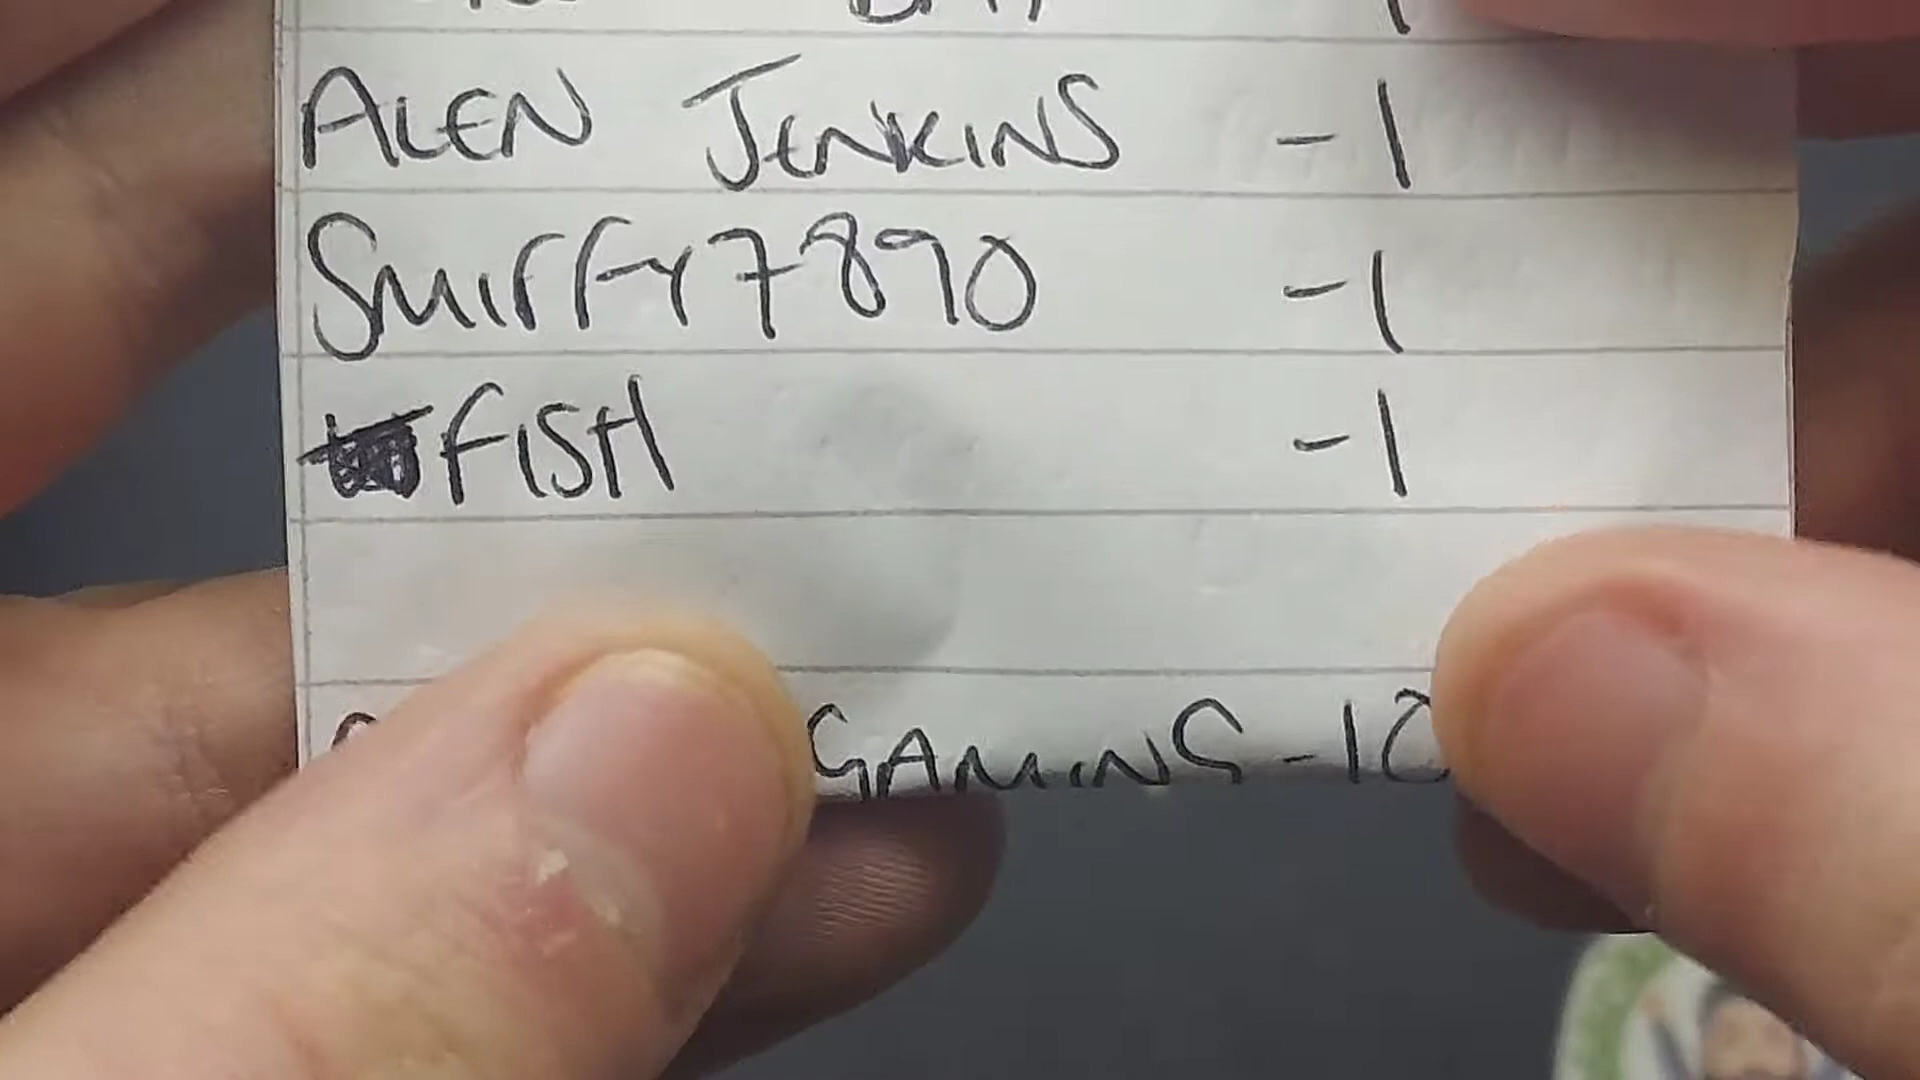 ALEN JENKINS -1
SMIFFY7890 -1
FISH -1
GAMING -10